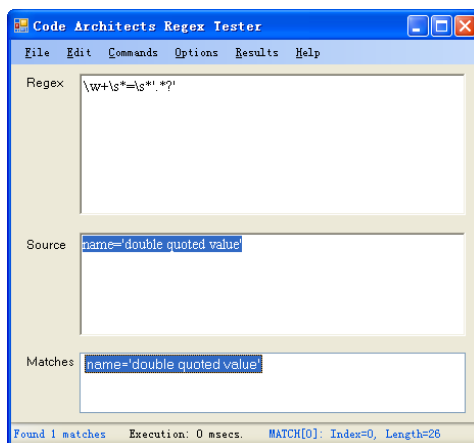 Code Architects Regex Tester
File Edit Commands Options Results Help
Regex
\w+\s*=\s*'.*?'
Source
name='double quoted value'
Matches
name='double quoted value'
Found 1 matches Execution: 0 msecs. MATCH[0]: Index=0, Length=26